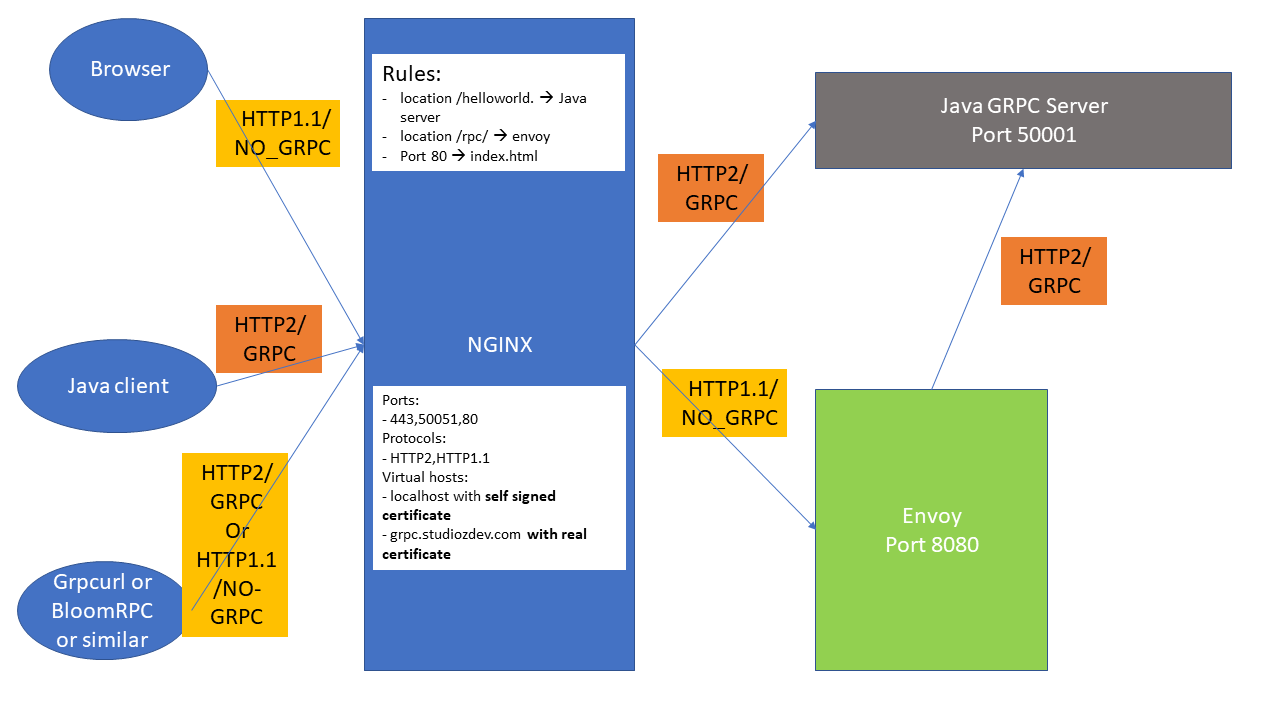 Browser
HTTP1.1/
NO_GRPC
Java client
HTTP2/
GRPC
Grpcurl or
BloomRPC
or similar
HTTP2/
GRPC
Or
HTTP1.1
/NO-
GRPC
Rules:
- location /helloworld. → Java
server
- location /rpc/ → envoy
- Port 80 → index.html
NGINX
Ports:
- 443,50051,80
Protocols:
- HTTP2,HTTP1.1
Virtual hosts:
- localhost with self signed
certificate
- grpc.studiozdev.com with real
certificate
HTTP2/
GRPC
HTTP1.1/
NO_GRPC
Java GRPC Server
Port 50001
HTTP2/
GRPC
Envoy
Port 8080